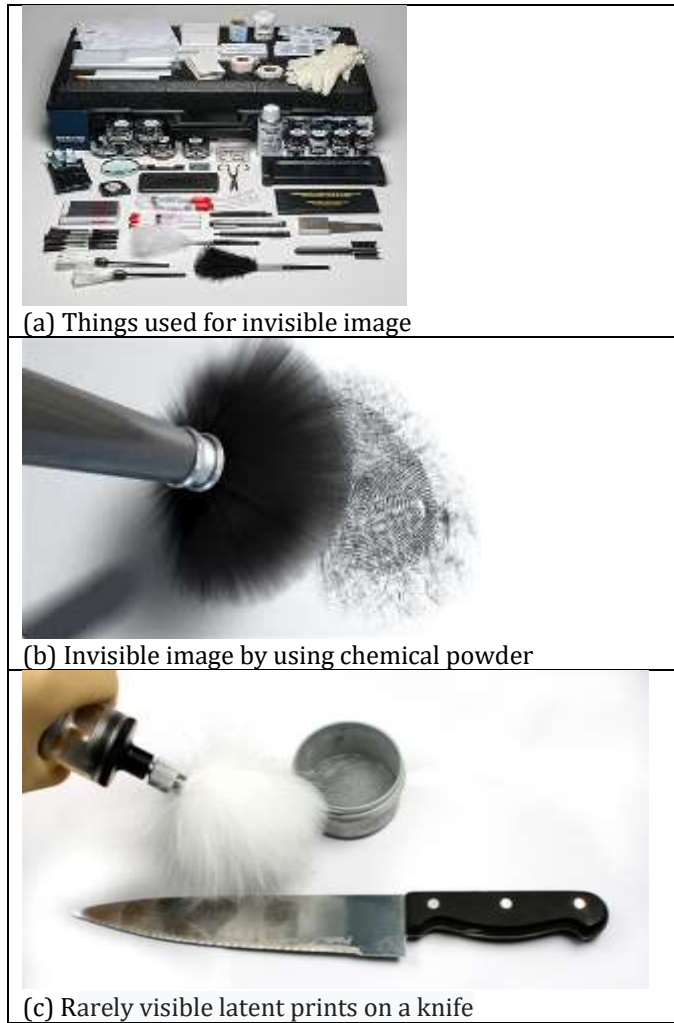 (a) Things used for invisible image
(b) Invisible image by using chemical powder
(c) Rarely visible latent prints on a knife